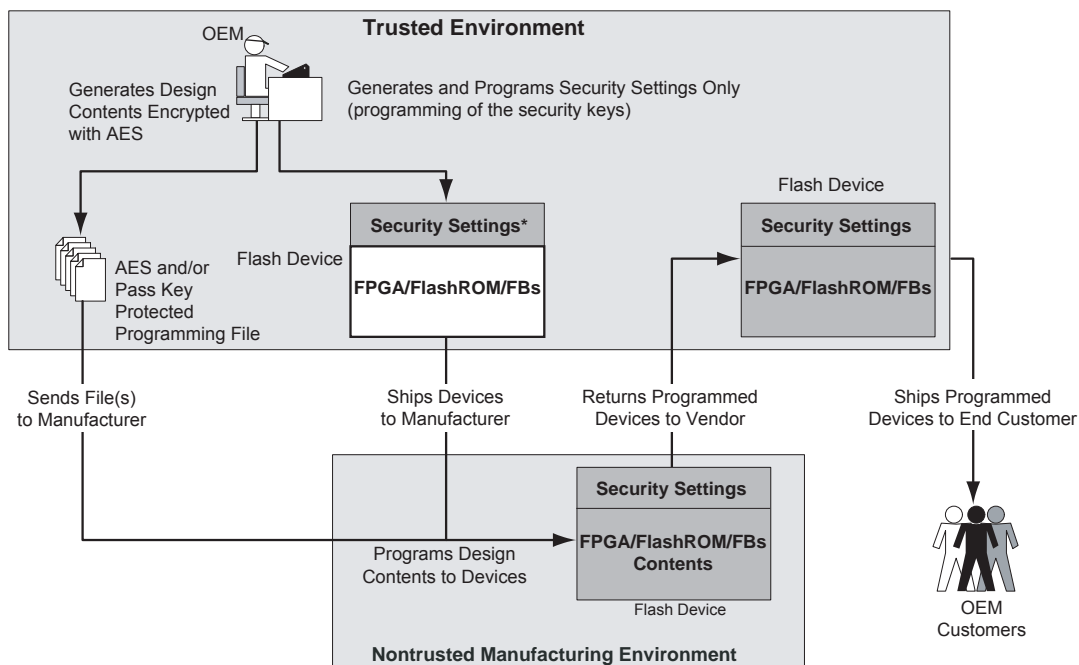 Trusted Environment
OEM
Generates Design
Contents Encrypted
with AES
Generates and Programs Security Settings Only
(programming of the security keys)
AES and/or
Pass Key
Protected
Programming File
Flash Device
Security Settings*
FPGA/FlashROM/FBs
Flash Device
Security Settings
FPGA/FlashROM/FBs
Sends File(s)
to Manufacturer
Ships Devices
to Manufacturer
Returns Programmed
Devices to Vendor
Ships Programmed
Devices to End Customer
Programs Design
Contents to Devices
Security Settings
FPGA/FlashROM/FBs
Contents
Flash Device
Nontrusted Manufacturing Environment
OEM
Customers